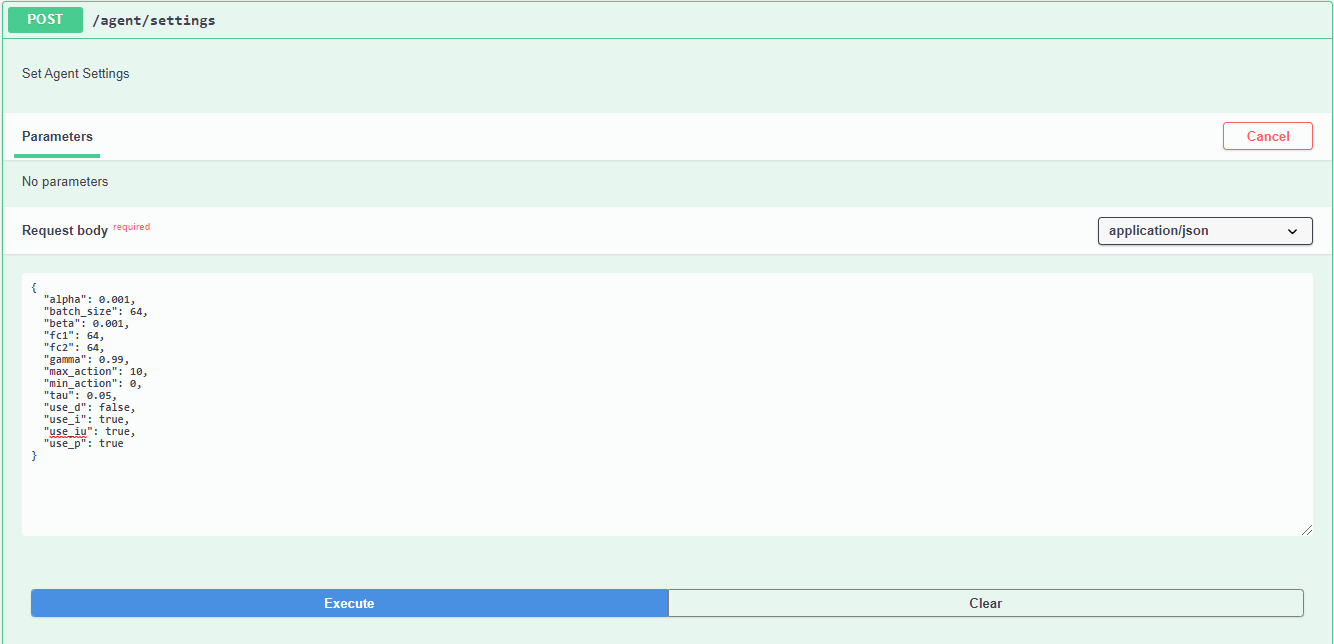 POST /agent/settings
Set Agent Settings
Parameters
Cancel
No parameters
Request body required
application/json
{
  "alpha": 0.001,
  "batch_size": 64,
  "beta": 0.001,
  "fc1": 64,
  "fc2": 64,
  "gamma": 0.99,
  "max_action": 10,
  "min_action": 0,
  "tau": 0.05,
  "use_d": false,
  "use_i": true,
  "use_iu": true,
  "use_p": true
}
Execute
Clear